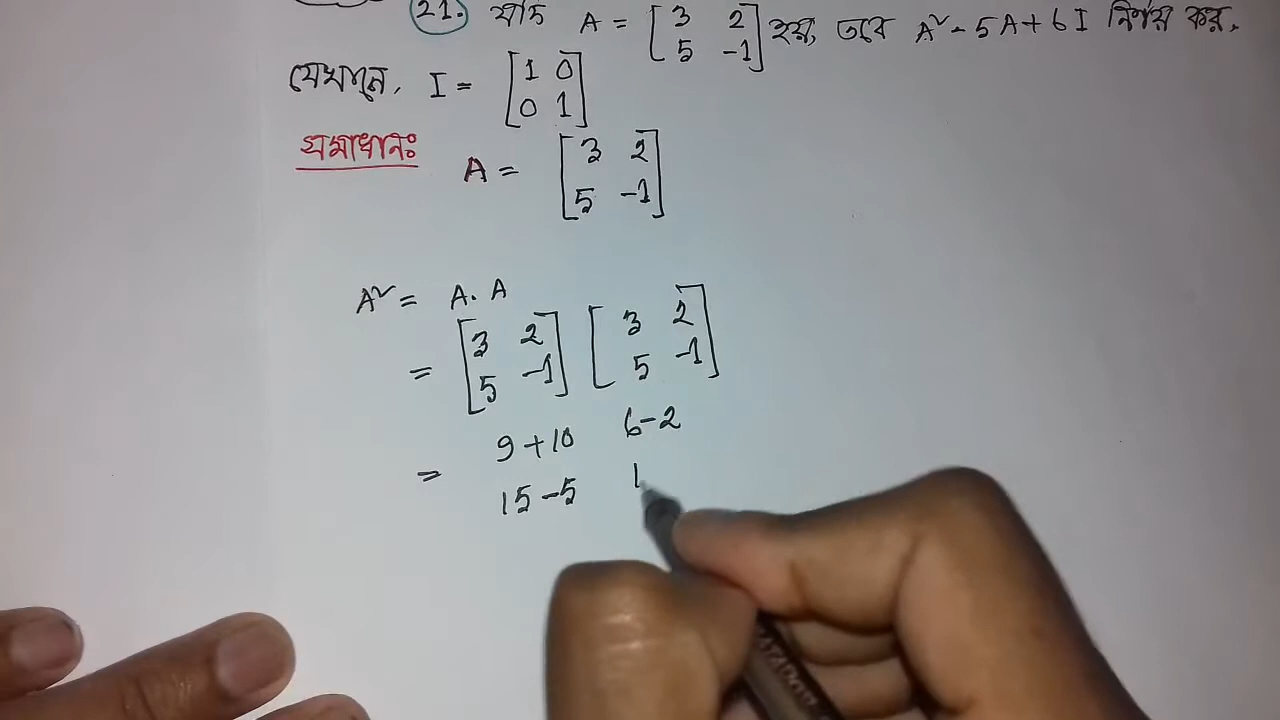 21. যদি A = [3 2 5 -1] হয়, তবে A² - 5A + 6I নির্ণয় কর,
যেখানে, I = [1 0 0 1]
সমাধানঃ A = [3 2 5 -1]
A² = A. A
= [3 2 5 -1] [3 2 5 -1]
= 9+10 6-2
15-5 1